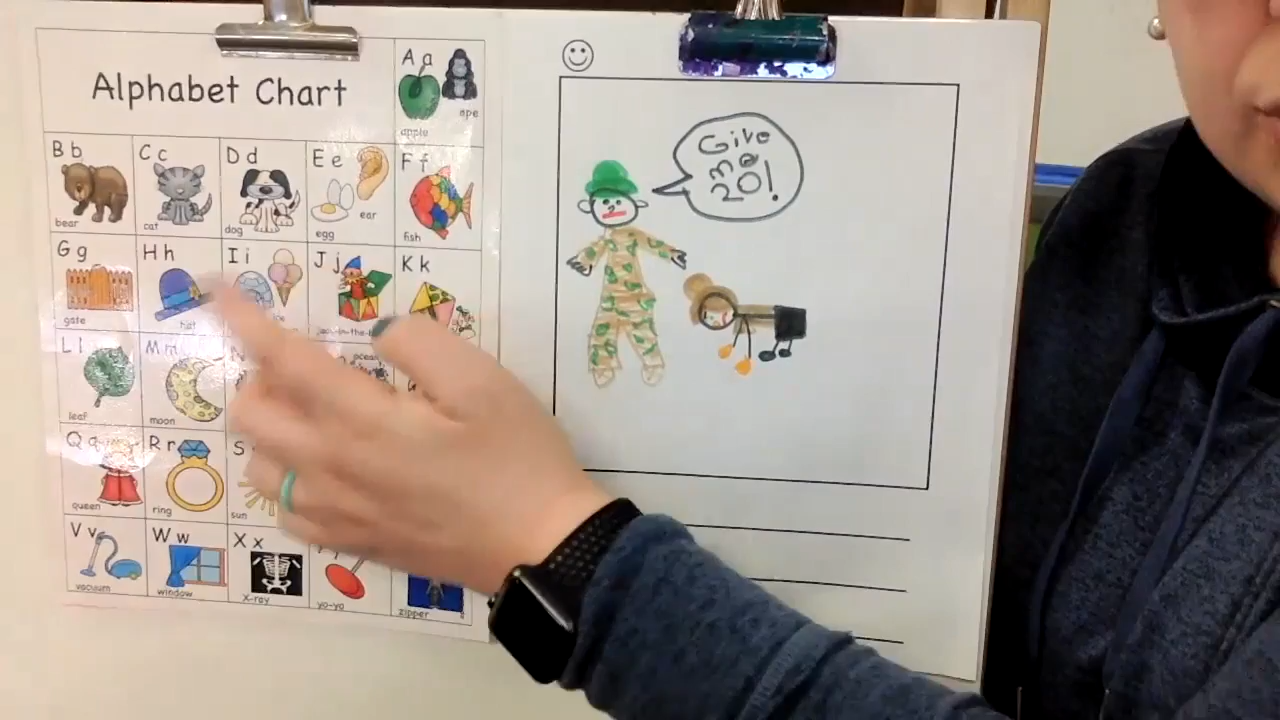 Alphabet Chart
A a
apple
ape
B b
bear
C c
cat
D d
dog
E e
egg
ear
F f
fish
G g
gate
H h
hat
I i
J j
K k
L l
leaf
M m
moon
ocean
Q q
queen
R r
ring
S
sun
V v
vacuum
W w
window
X x
x-ray
yo-yo
zipper
Give
me
20!